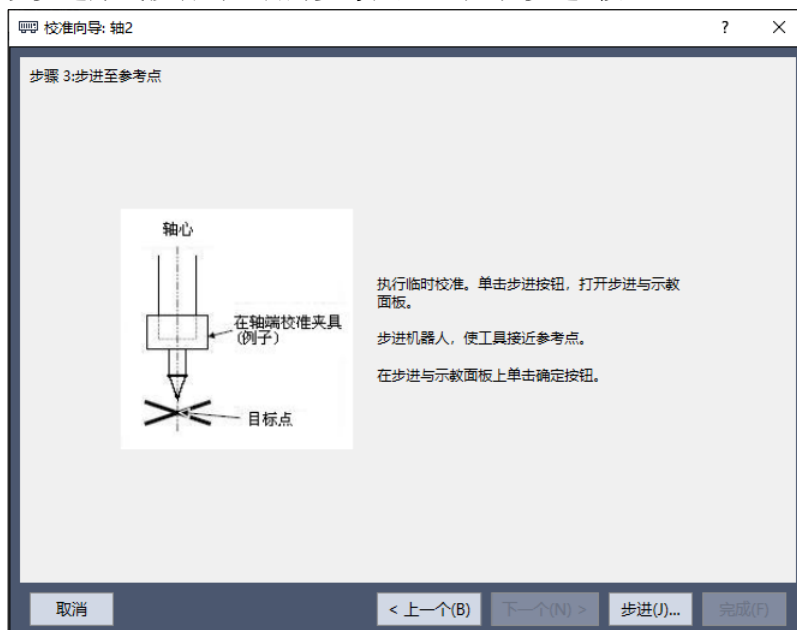 校准向导: 轴2
步骤 3:步进至参考点
轴心
在轴端校准夹具
(例子)
目标点
执行临时校准。单击步进按钮，打开步进与示教
面板。
步进机器人，使工具接近参考点。
在步进与示教面板上单击确定按钮。
取消
< 上一个(B)
下一个(N) >
步进(J)...
完成(F)